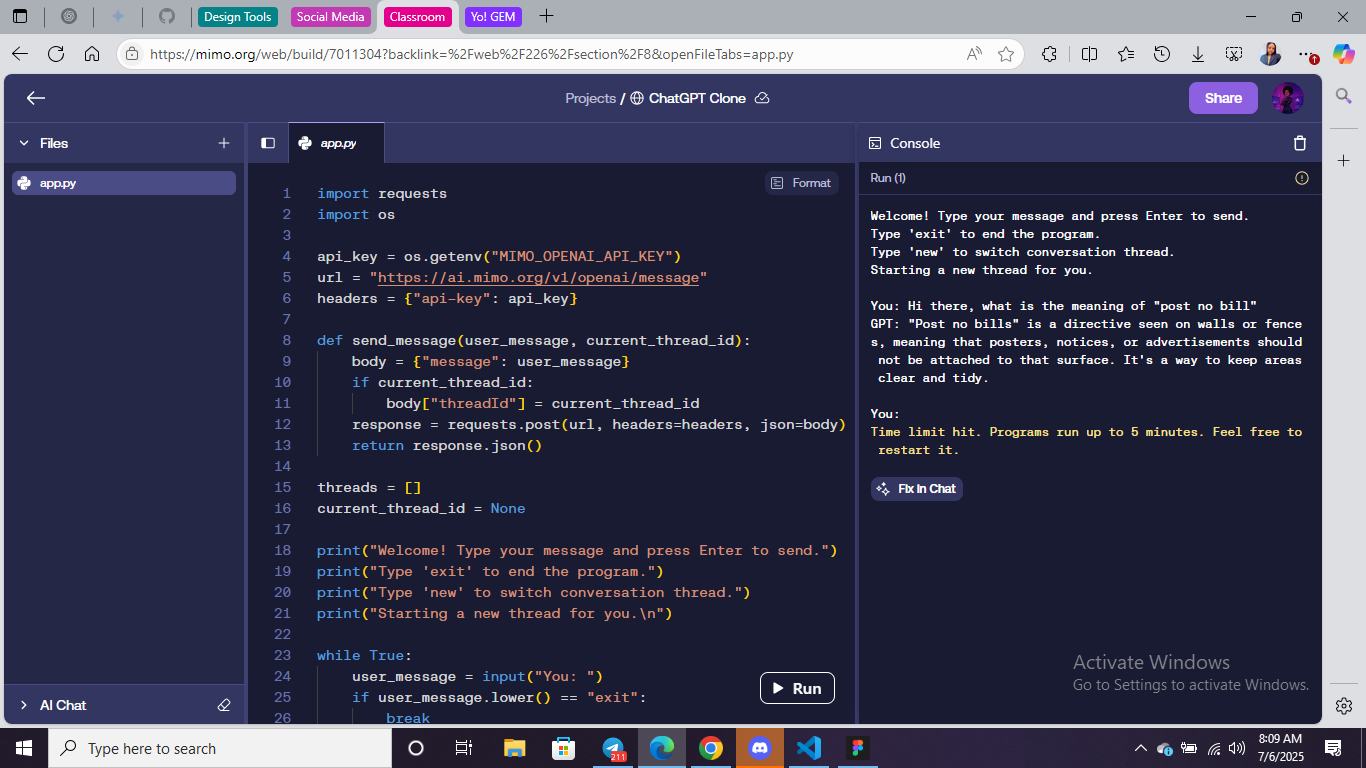 Design Tools
Social Media
Classroom
Yo! GEM
https://mimo.org/web/build/7011304?backlink=%2Fweb%2F226%2Fsection%2F8&openFileTabs=app.py
Projects / ChatGPT Clone
Share
Files
app.py
app.py
Console
Format
Run (1)
1 import requests
2 import os
3
4 api_key = os.getenv("MIMO_OPENAI_API_KEY")
5 url = "https://ai.mimo.org/v1/openai/message"
6 headers = {"api-key": api_key}
7
8 def send_message(user_message, current_thread_id):
9 body = {"message": user_message}
10 if current_thread_id:
11 body["threadId"] = current_thread_id
12 response = requests.post(url, headers=headers, json=body)
13 return response.json()
14
15 threads = []
16 current_thread_id = None
17
18 print("Welcome! Type your message and press Enter to send.")
19 print("Type 'exit' to end the program.")
20 print("Type 'new' to switch conversation thread.")
21 print("Starting a new thread for you.\n")
22
23 while True:
24 user_message = input("You: ")
25 if user_message.lower() == "exit":
26 break
Run
Welcome! Type your message and press Enter to send.
Type 'exit' to end the program.
Type 'new' to switch conversation thread.
Starting a new thread for you.
You: Hi there, what is the meaning of "post no bill"
GPT: "Post no bills" is a directive seen on walls or fence
s, meaning that posters, notices, or advertisements should
not be attached to that surface. It's a way to keep areas
clear and tidy.
You:
Time limit hit. Programs run up to 5 minutes. Feel free to
restart it.
Fix in Chat
Activate Windows
Go to Settings to activate Windows.
AI Chat
Type here to search
211
8:09 AM
7/6/2025